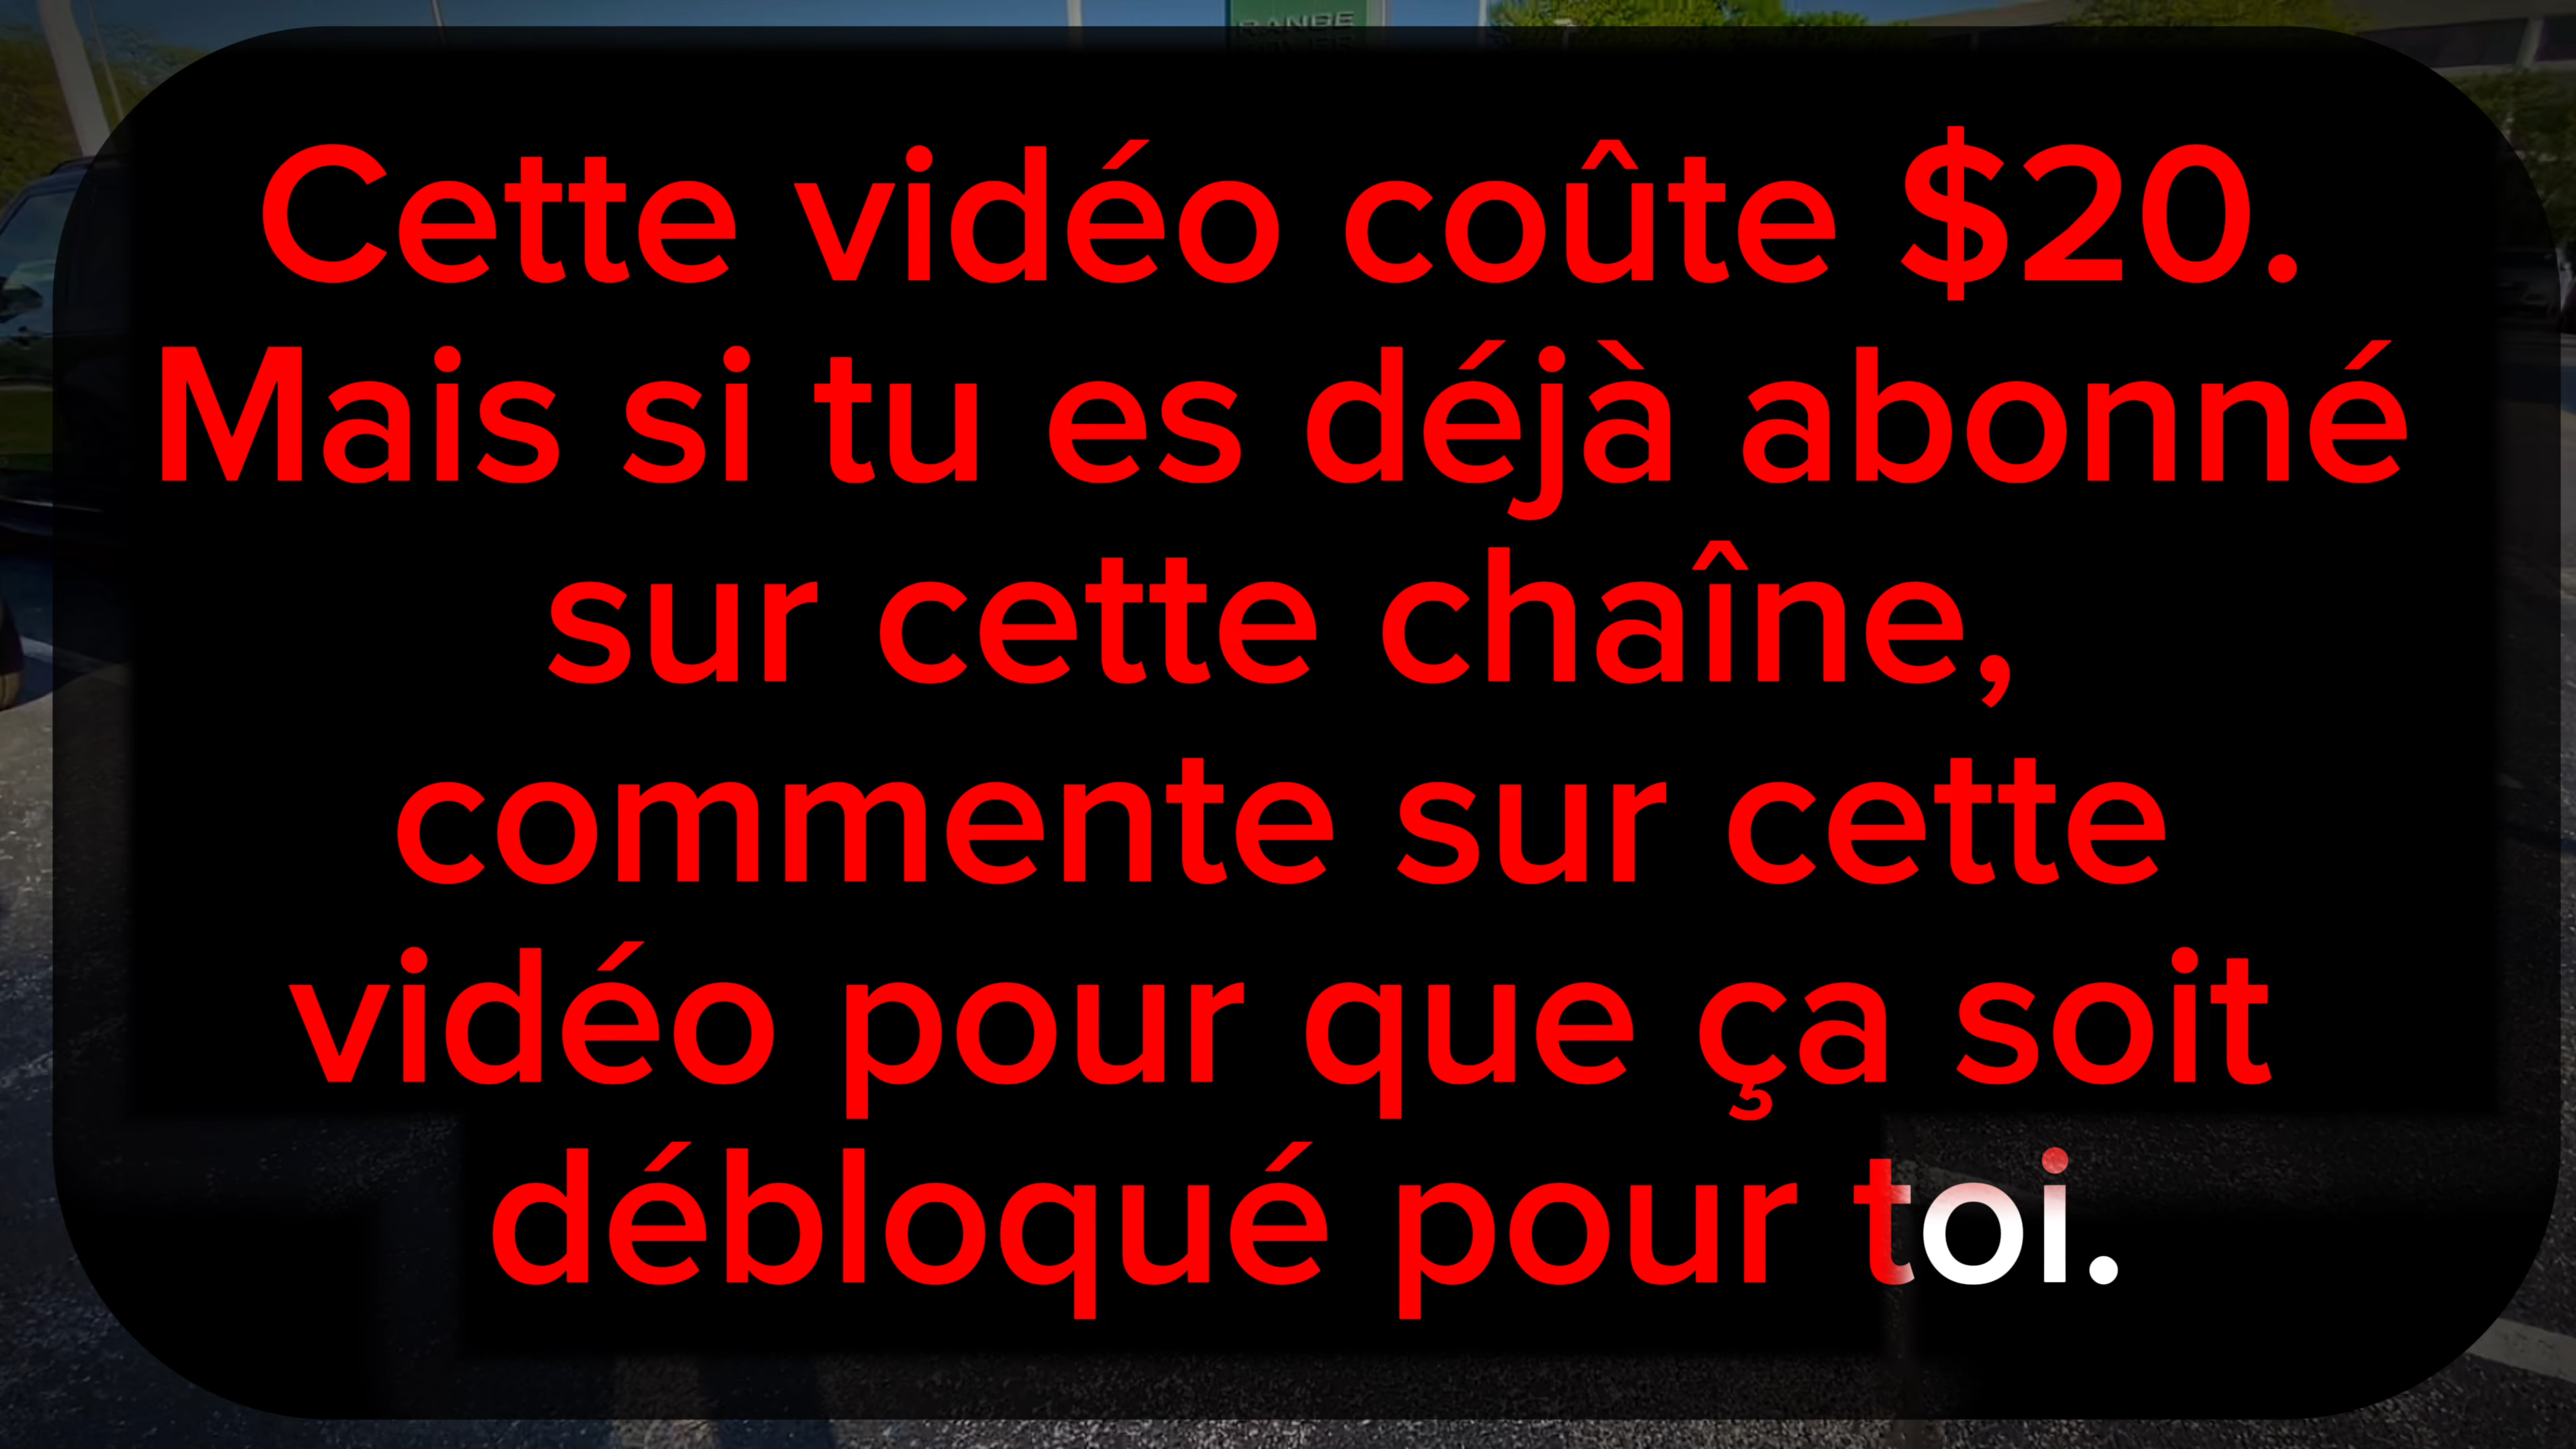 RANGE
Cette vidéo coûte $20.
Mais si tu es déjà abonné
sur cette chaîne,
commente sur cette
vidéo pour que ça soit
débloqué pour toi.